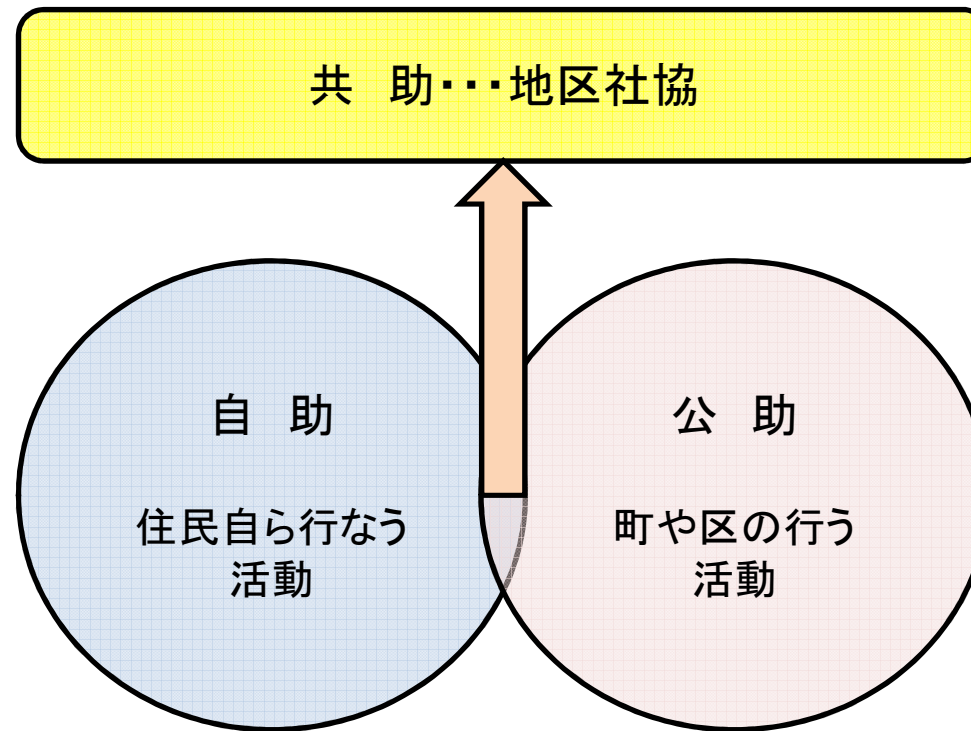 共　助・・・地区社協
自　助
住民自ら行なう
活動
公　助
町や区の行う
活動